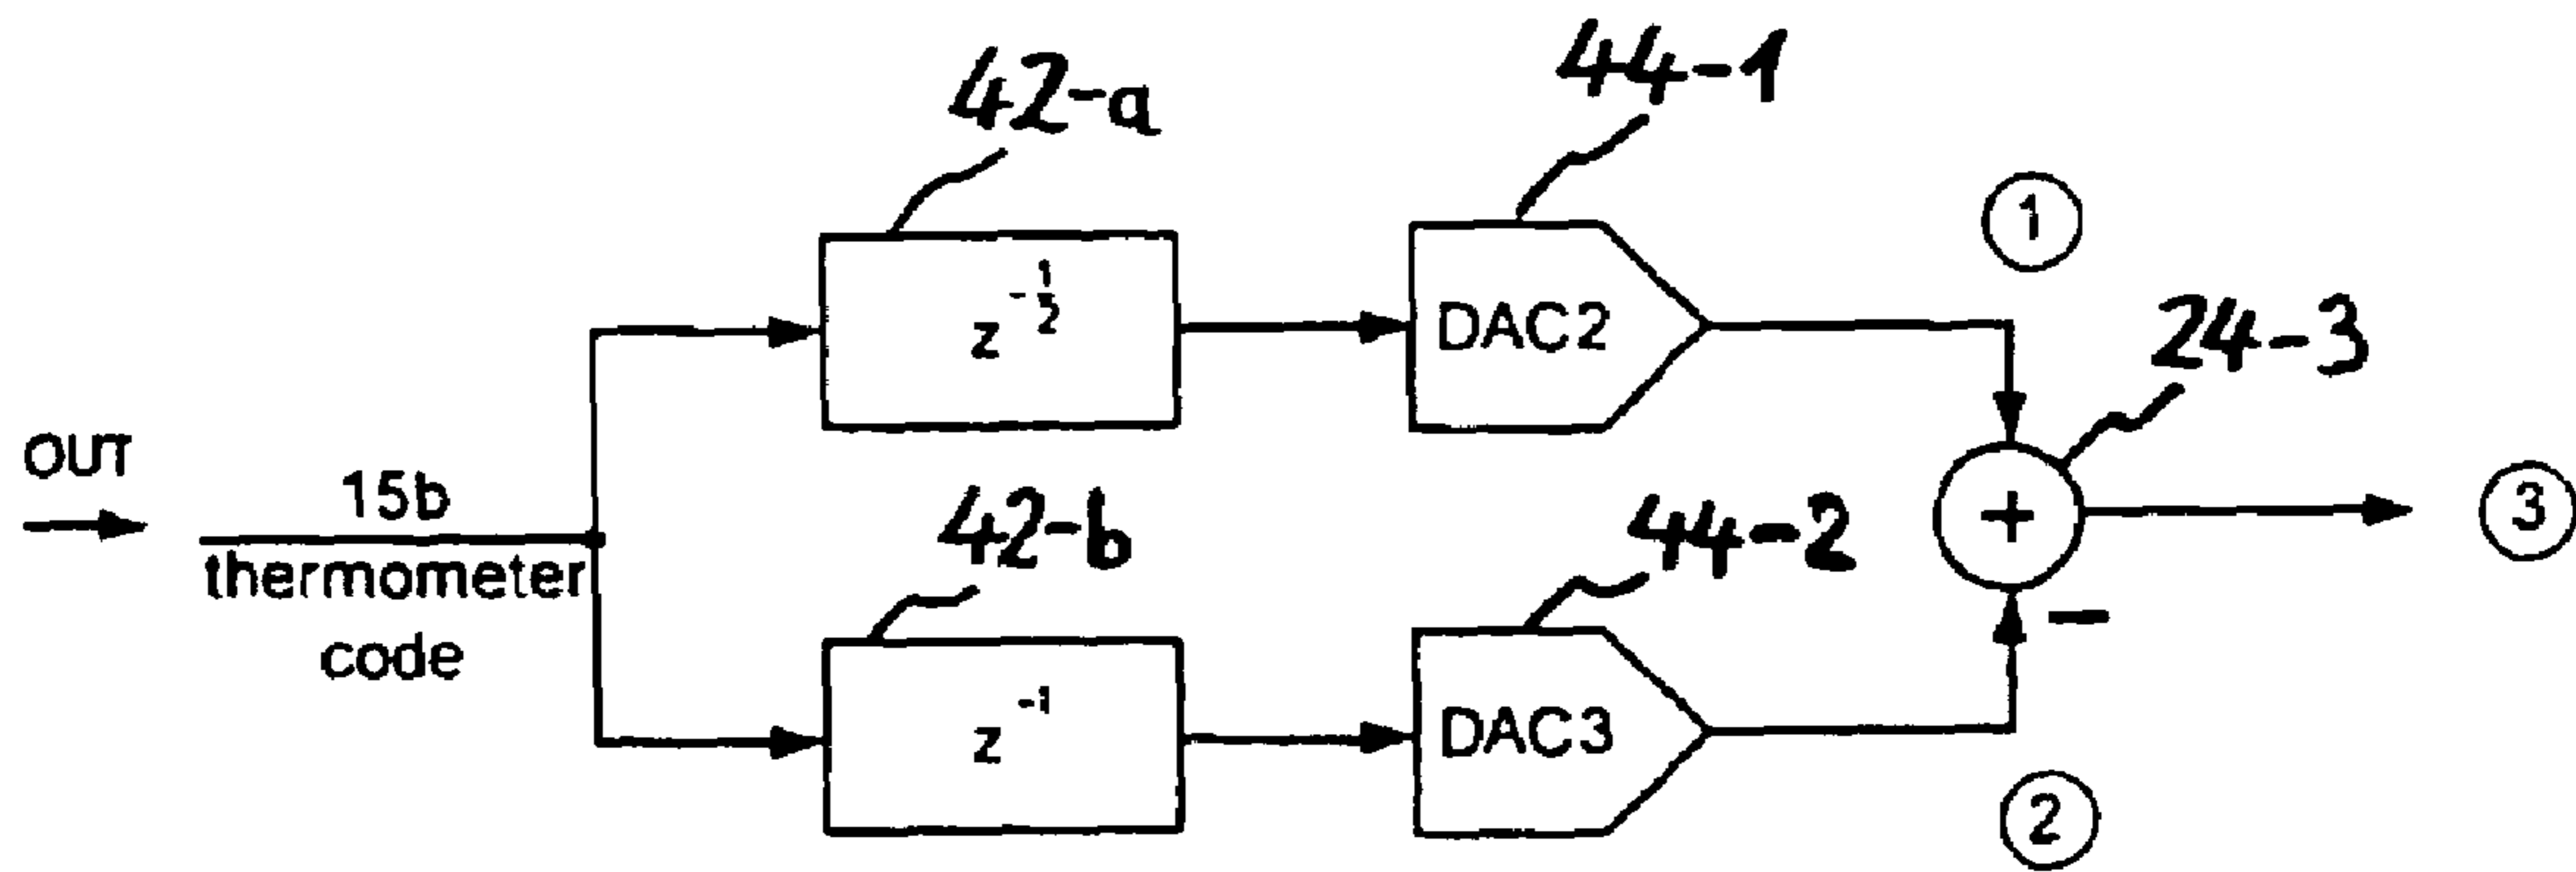 44-1
42-a
1
z^{-1/2}
DAC2
24-3
OUT
15b
thermometer
code
3
42-b
44-2
z^{-1}
DAC3
+
−
2